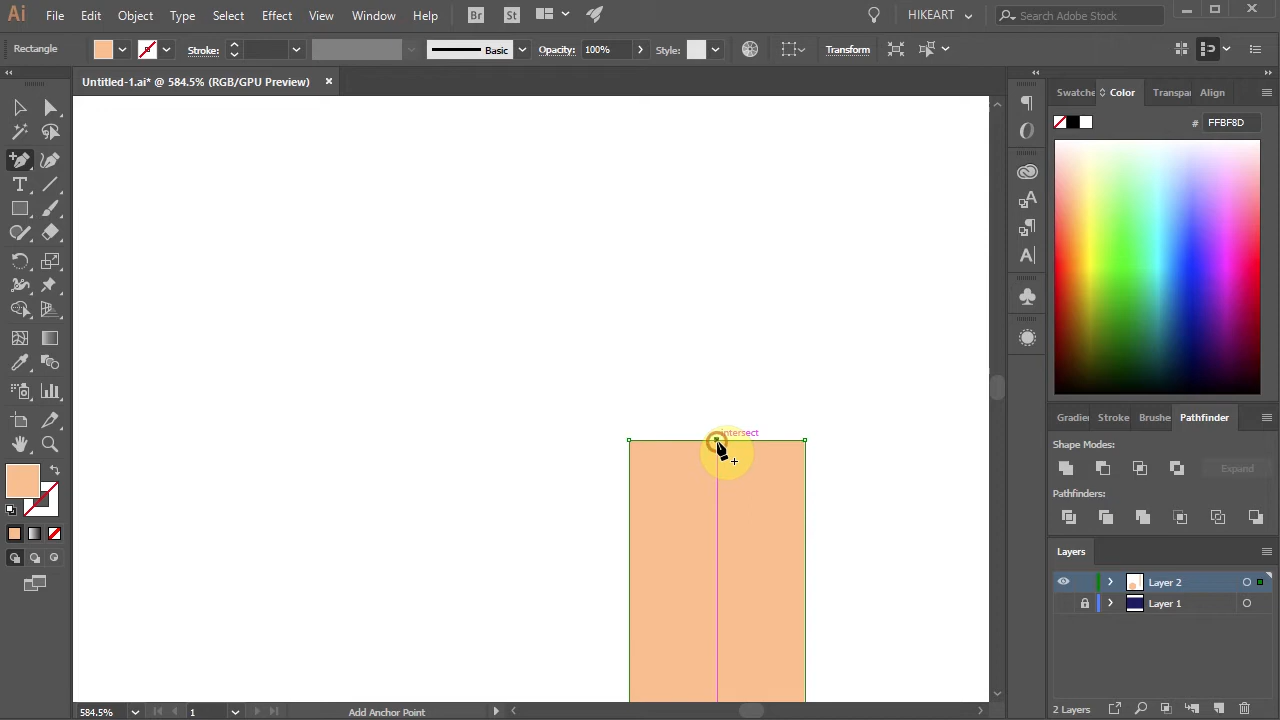 Ai File Edit Object Type Select Effect View Window Help Br St HIKEART Search Adobe Stock
Rectangle Stroke: Basic Opacity: 100% Style: Transform
Untitled-1.ai* @ 584.5% (RGB/GPU Preview) ×
Swatche Color Transpar Align
# FFBF8D
intersect
Gradier Stroke Brushe Pathfinder
Shape Modes:
Expand
Pathfinders:
Layers
Layer 2
Layer 1
2 Layers
584.5% 1 Add Anchor Point